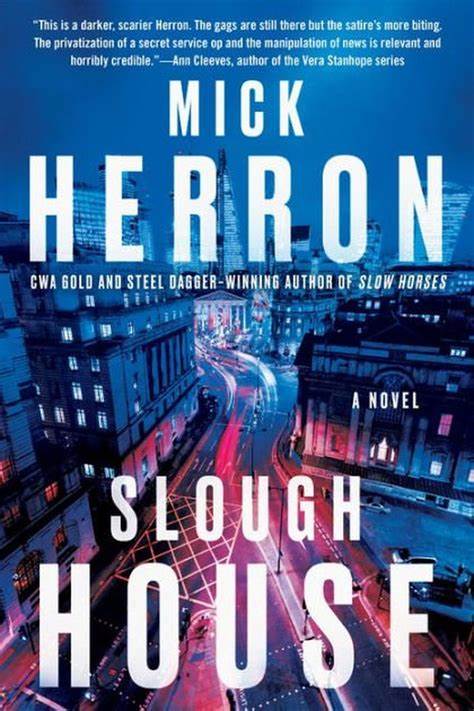 "This is a darker, scarier Herron. The gags are still there but the satire's more biting.
The privatization of a secret service op and the manipulation of news is relevant and
horribly credible."—Ann Cleeves, author of the Vera Stanhope series
MICK
HERRON
CWA GOLD AND STEEL DAGGER-WINNING AUTHOR OF SLOW HORSES
A NOVEL
SLOUGH
HOUSE